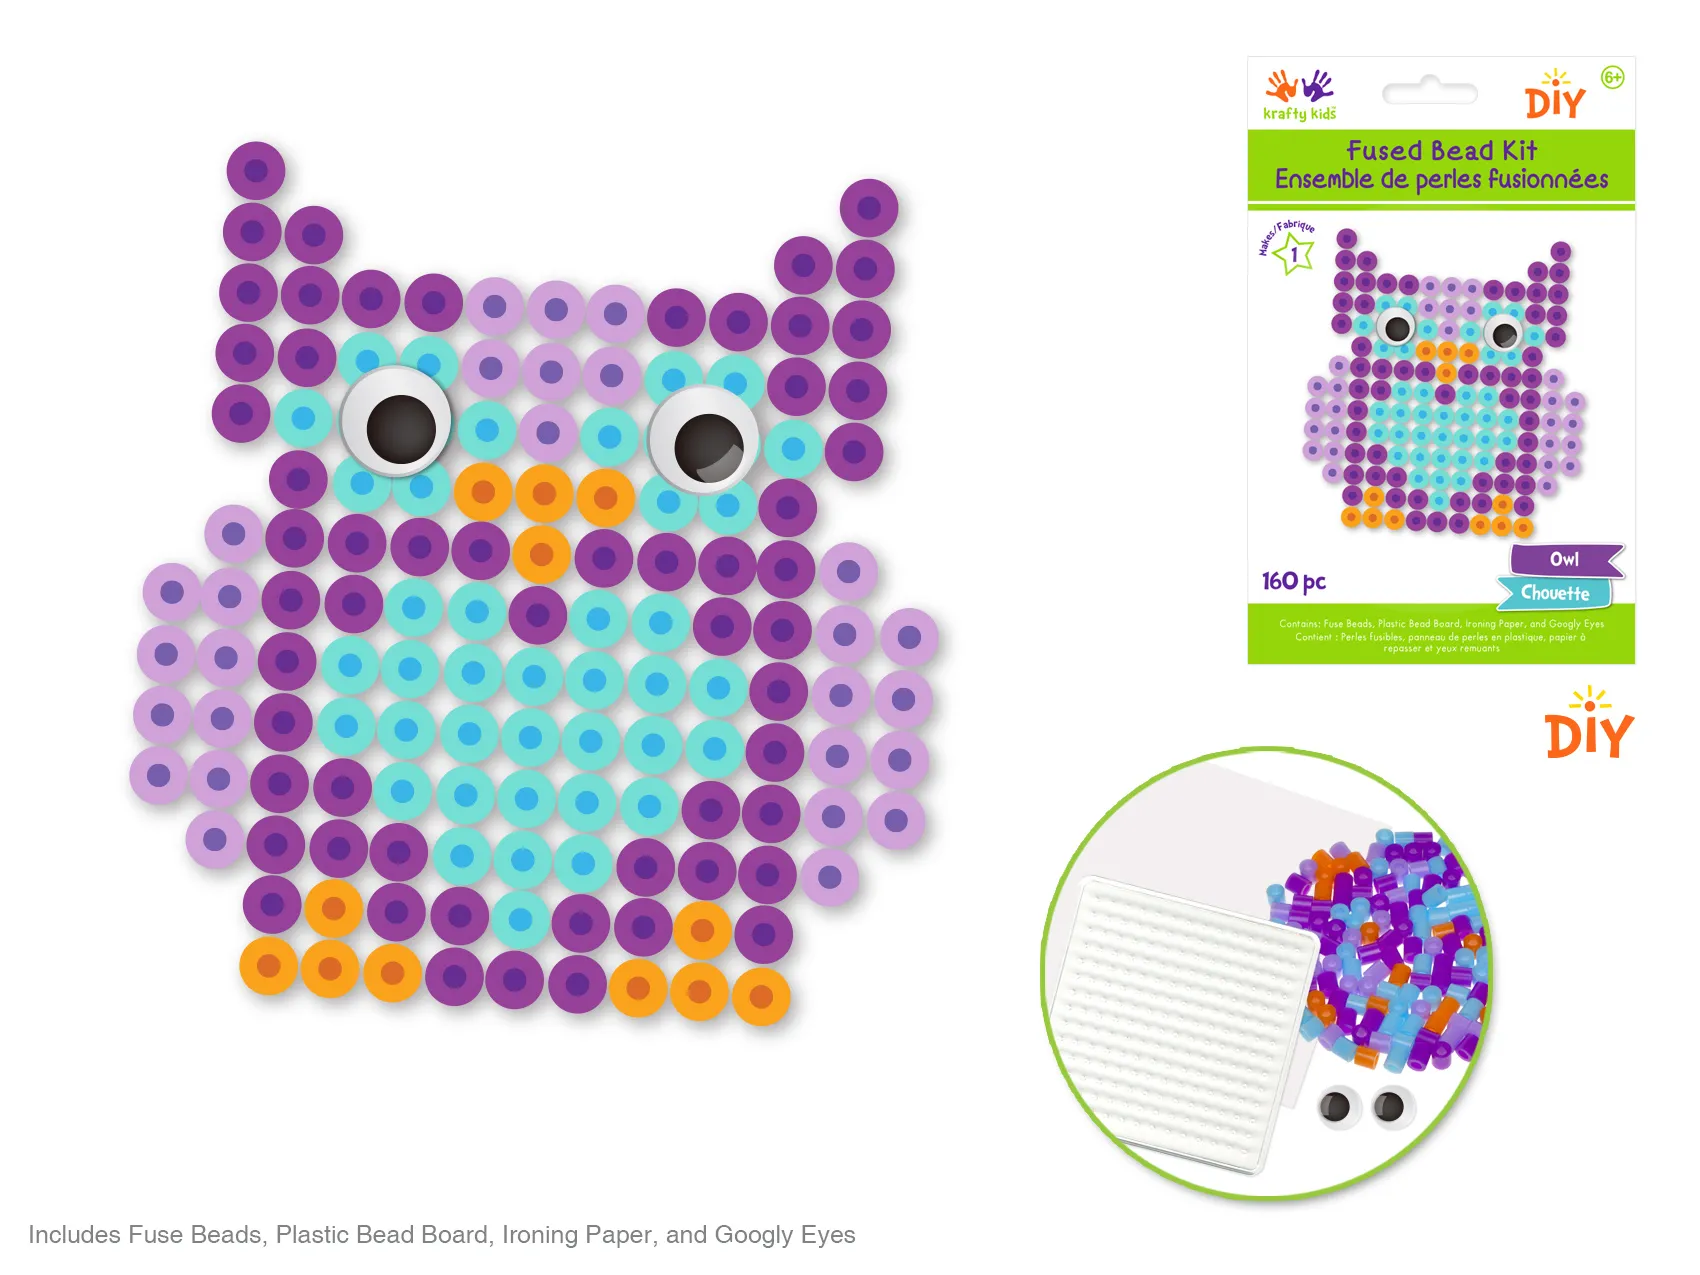 krafty kids™
DIY
6+
Fused Bead Kit
Ensemble de perles fusionnées
Makes/Fabrique
1
160 pc
Owl
Chouette
Contains: Fuse Beads, Plastic Bead Board, Ironing Paper, and Googly Eyes
Contient : Perles fusibles, panneau de perles en plastique, papier à
repasser et yeux remuants
DIY
Includes Fuse Beads, Plastic Bead Board, Ironing Paper, and Googly Eyes